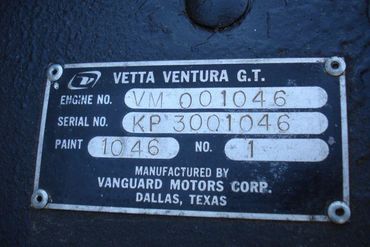 VETTA VENTURA G.T.
ENGINE NO. VM 001046
SERIAL NO. KP 3001046
PAINT 1046 NO. 1
MANUFACTURED BY
VANGUARD MOTORS CORP.
DALLAS, TEXAS